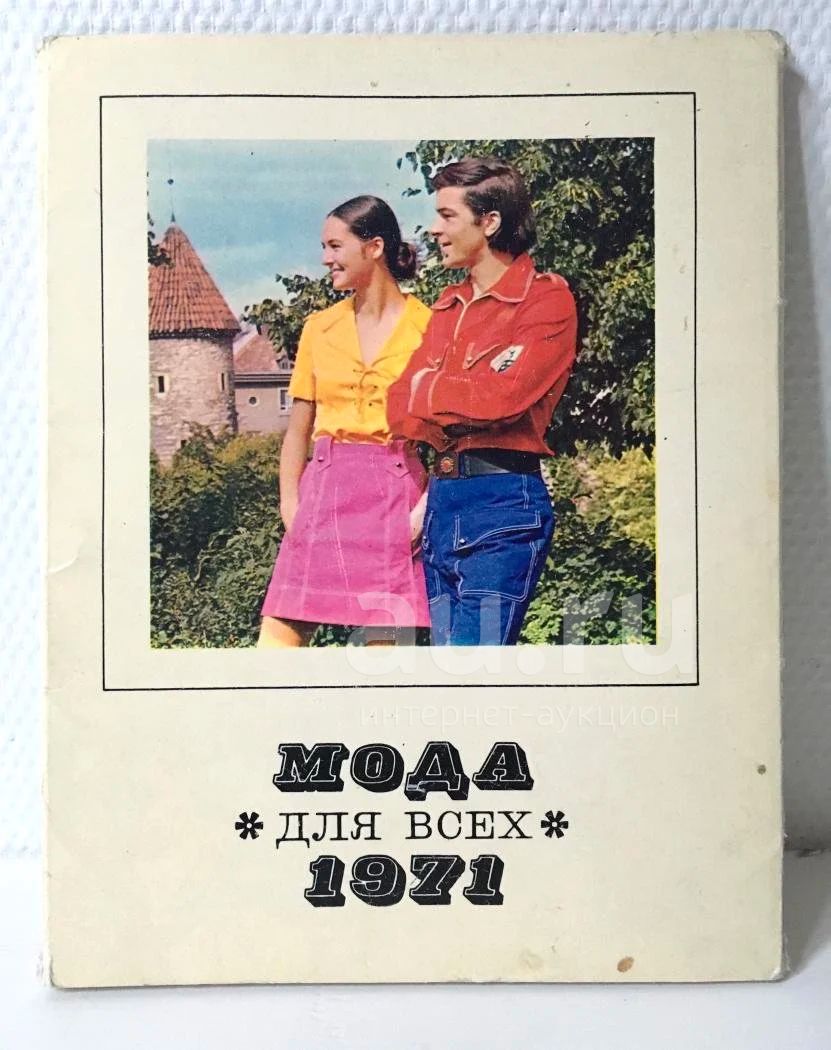 au.ru
интернет-аукцион
МОДА
* ДЛЯ ВСЕХ *
1971